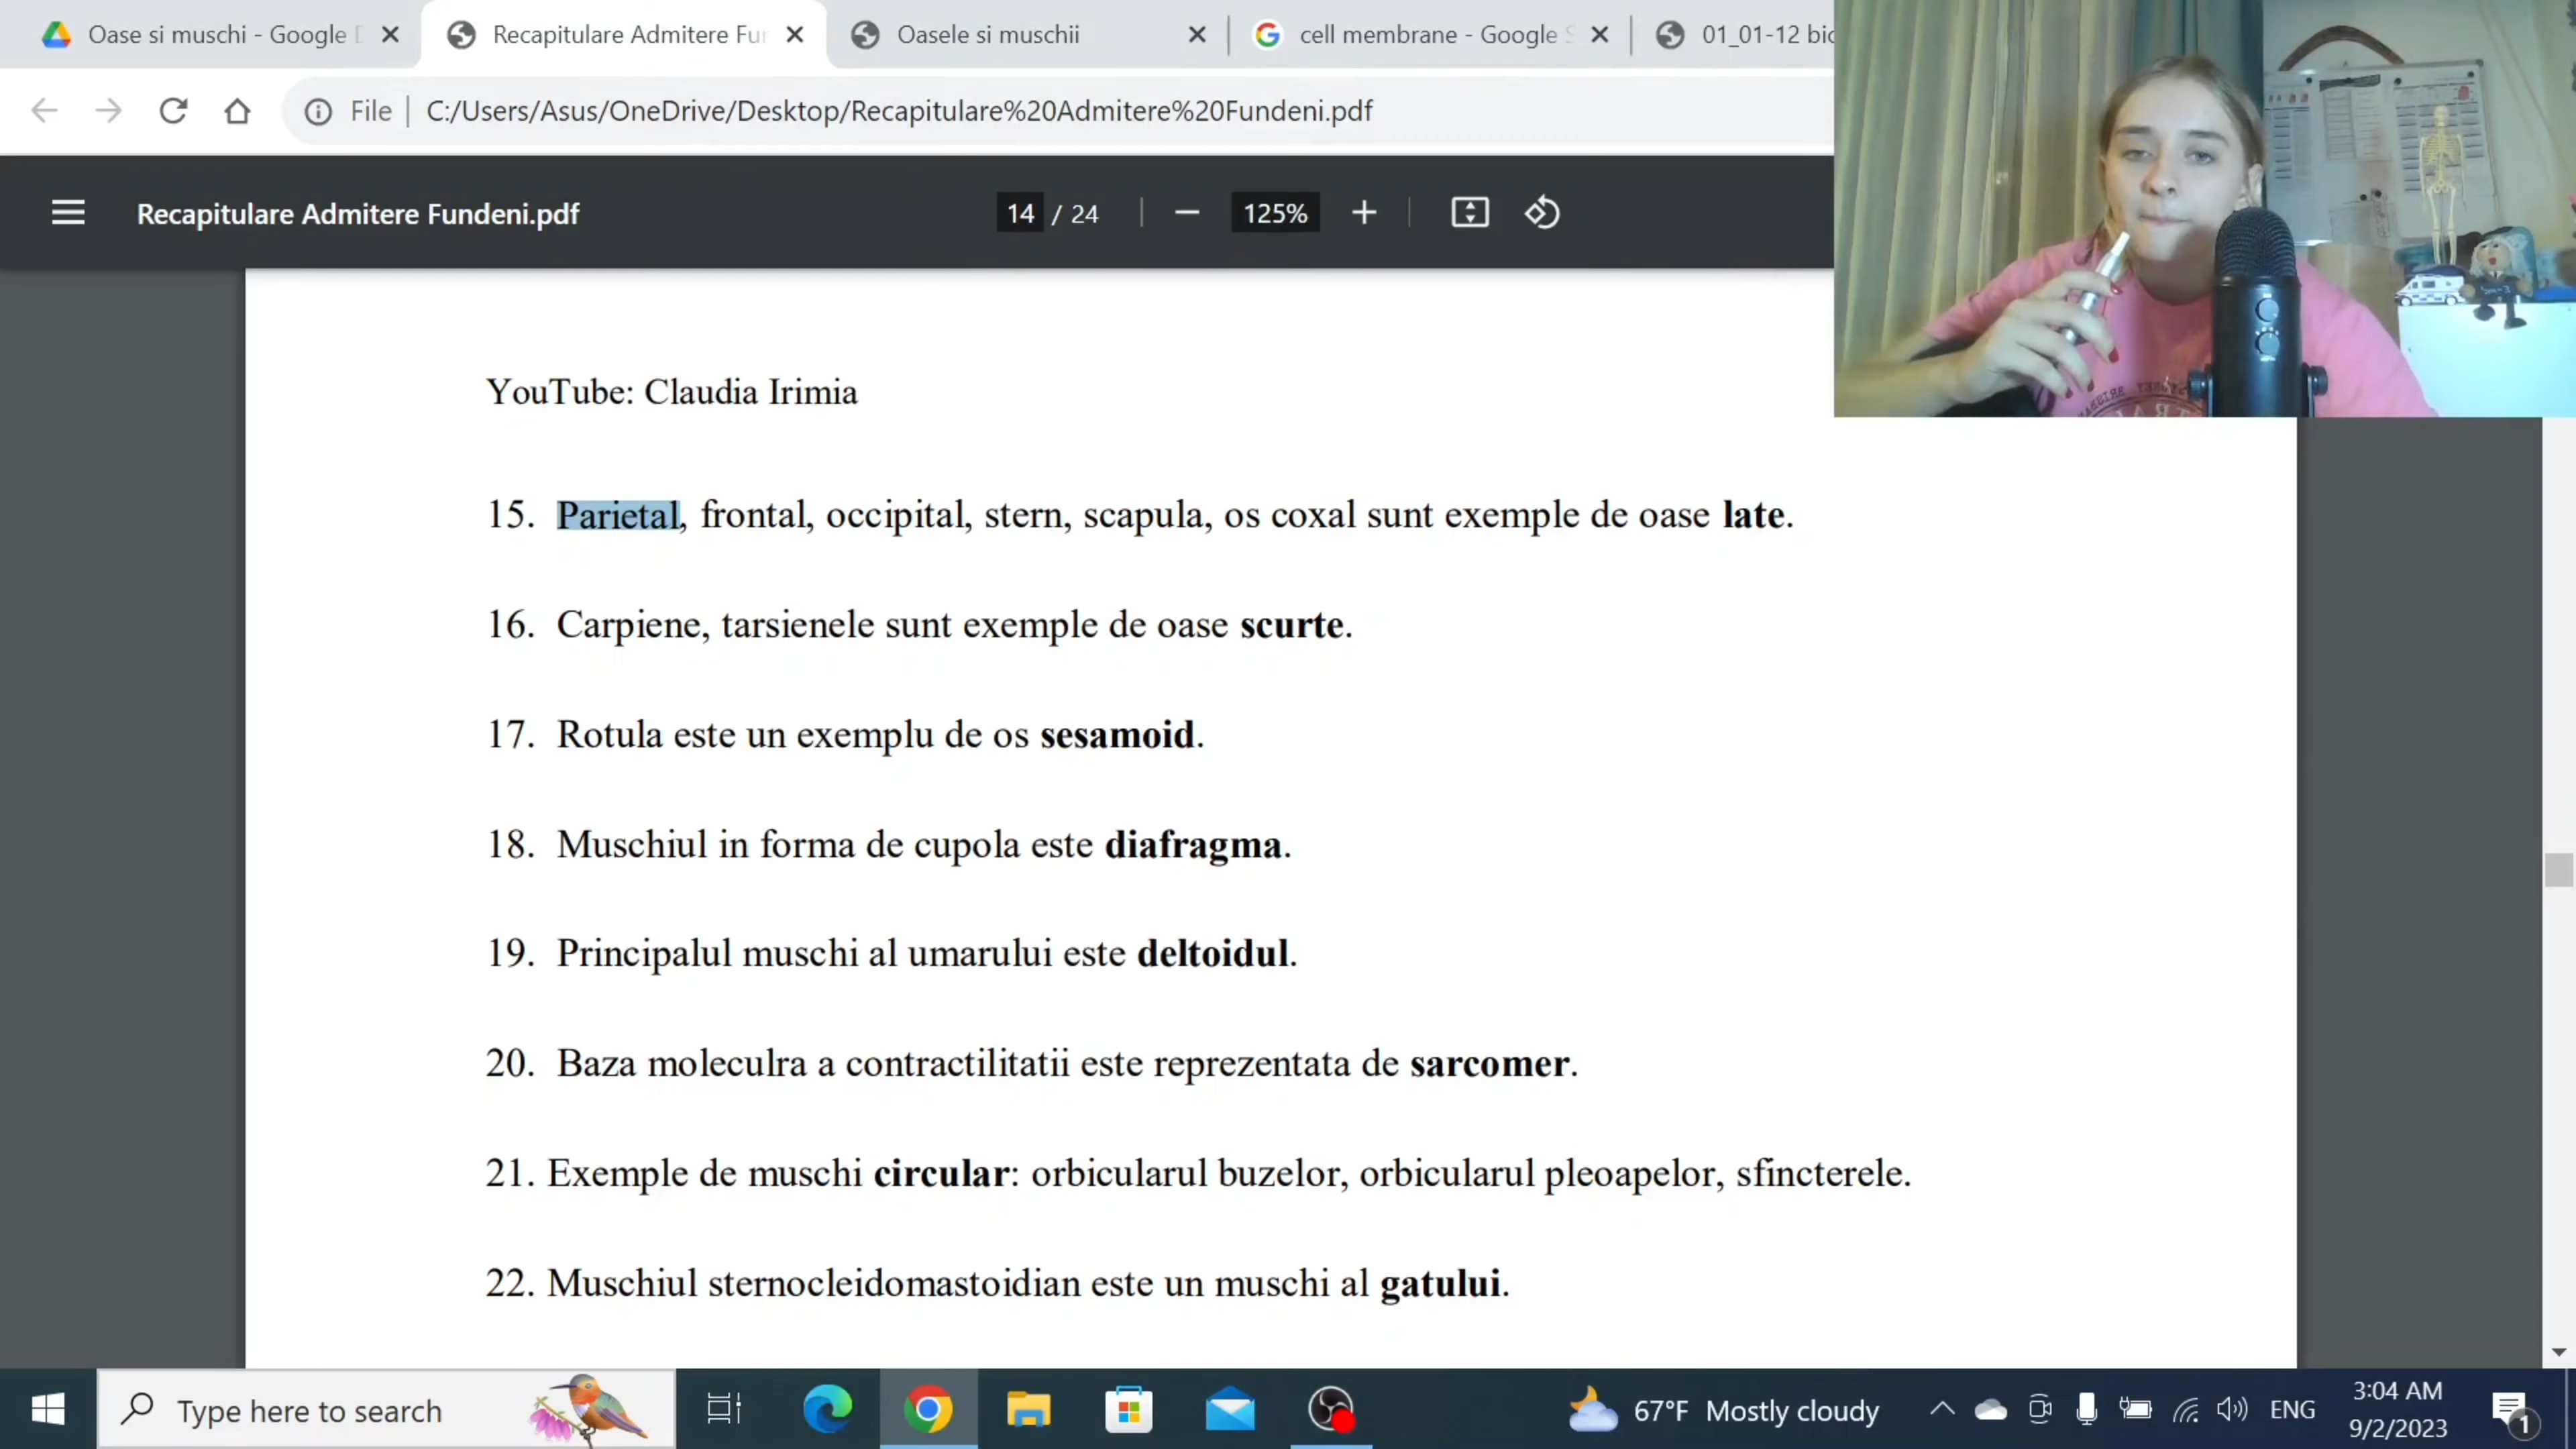 Oase si muschi - Google
Recapitulare Admitere Fu
Oasele si muschii
cell membrane - Google
01_01-12 bio
File
C:/Users/Asus/OneDrive/Desktop/Recapitulare%20Admitere%20Fundeni.pdf
Recapitulare Admitere Fundeni.pdf
14 / 24
125%
YouTube: Claudia Irimia
15. Parietal, frontal, occipital, stern, scapula, os coxal sunt exemple de oase late.
16. Carpiene, tarsienele sunt exemple de oase scurte.
17. Rotula este un exemplu de os sesamoid.
18. Muschiul in forma de cupola este diafragma.
19. Principalul muschi al umarului este deltoidul.
20. Baza moleculra a contractilitatii este reprezentata de sarcomer.
21. Exemple de muschi circular: orbicularul buzelor, orbicularul pleoapelor, sfincterele.
22. Muschiul sternocleidomastoidian este un muschi al gatului.
Type here to search
67°F Mostly cloudy
ENG
3:04 AM
9/2/2023
1